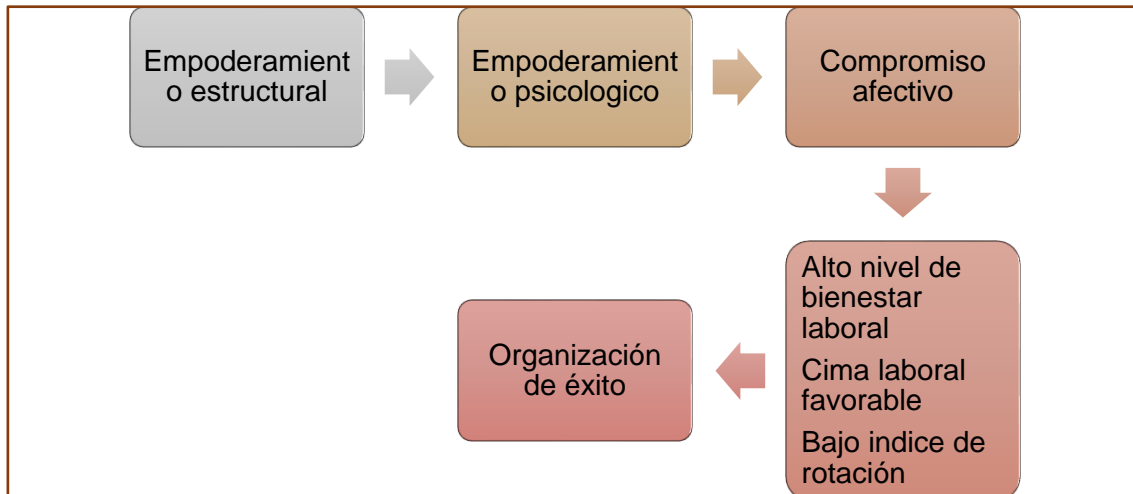 Empoderamient
o estructural
Empoderamient
o psicologico
Compromiso
afectivo
Alto nivel de
bienestar
laboral
Cima laboral
favorable
Bajo indice de
rotación
Organización
de éxito